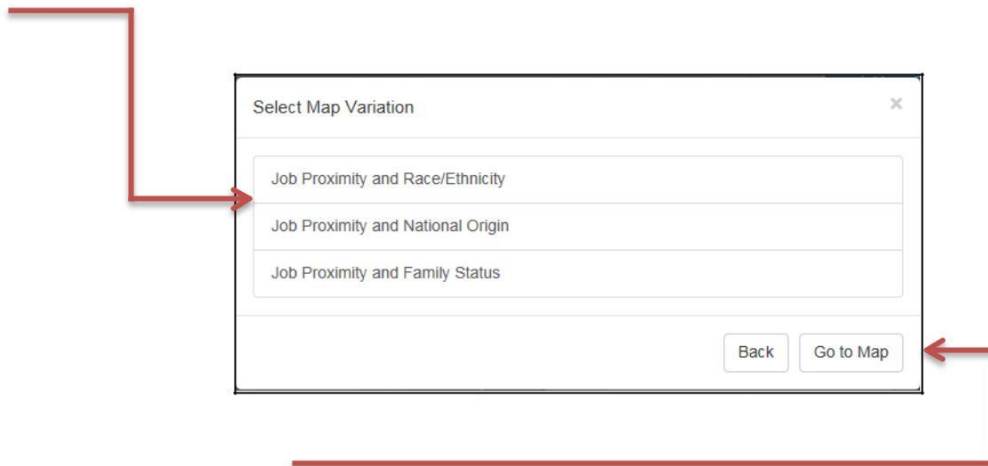 Select Map Variation ×
Job Proximity and Race/Ethnicity
Job Proximity and National Origin
Job Proximity and Family Status
Back Go to Map